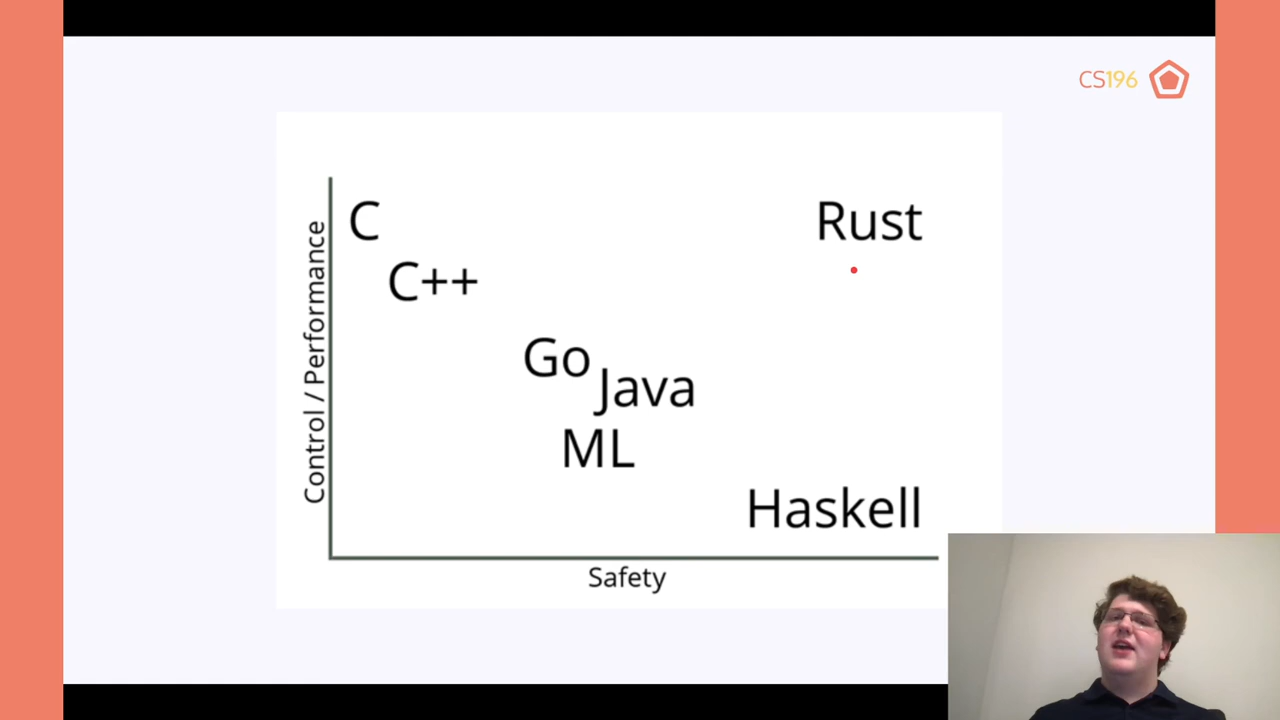 CS196
C
Rust
C++
Go
Java
ML
Haskell
Control / Performance
Safety